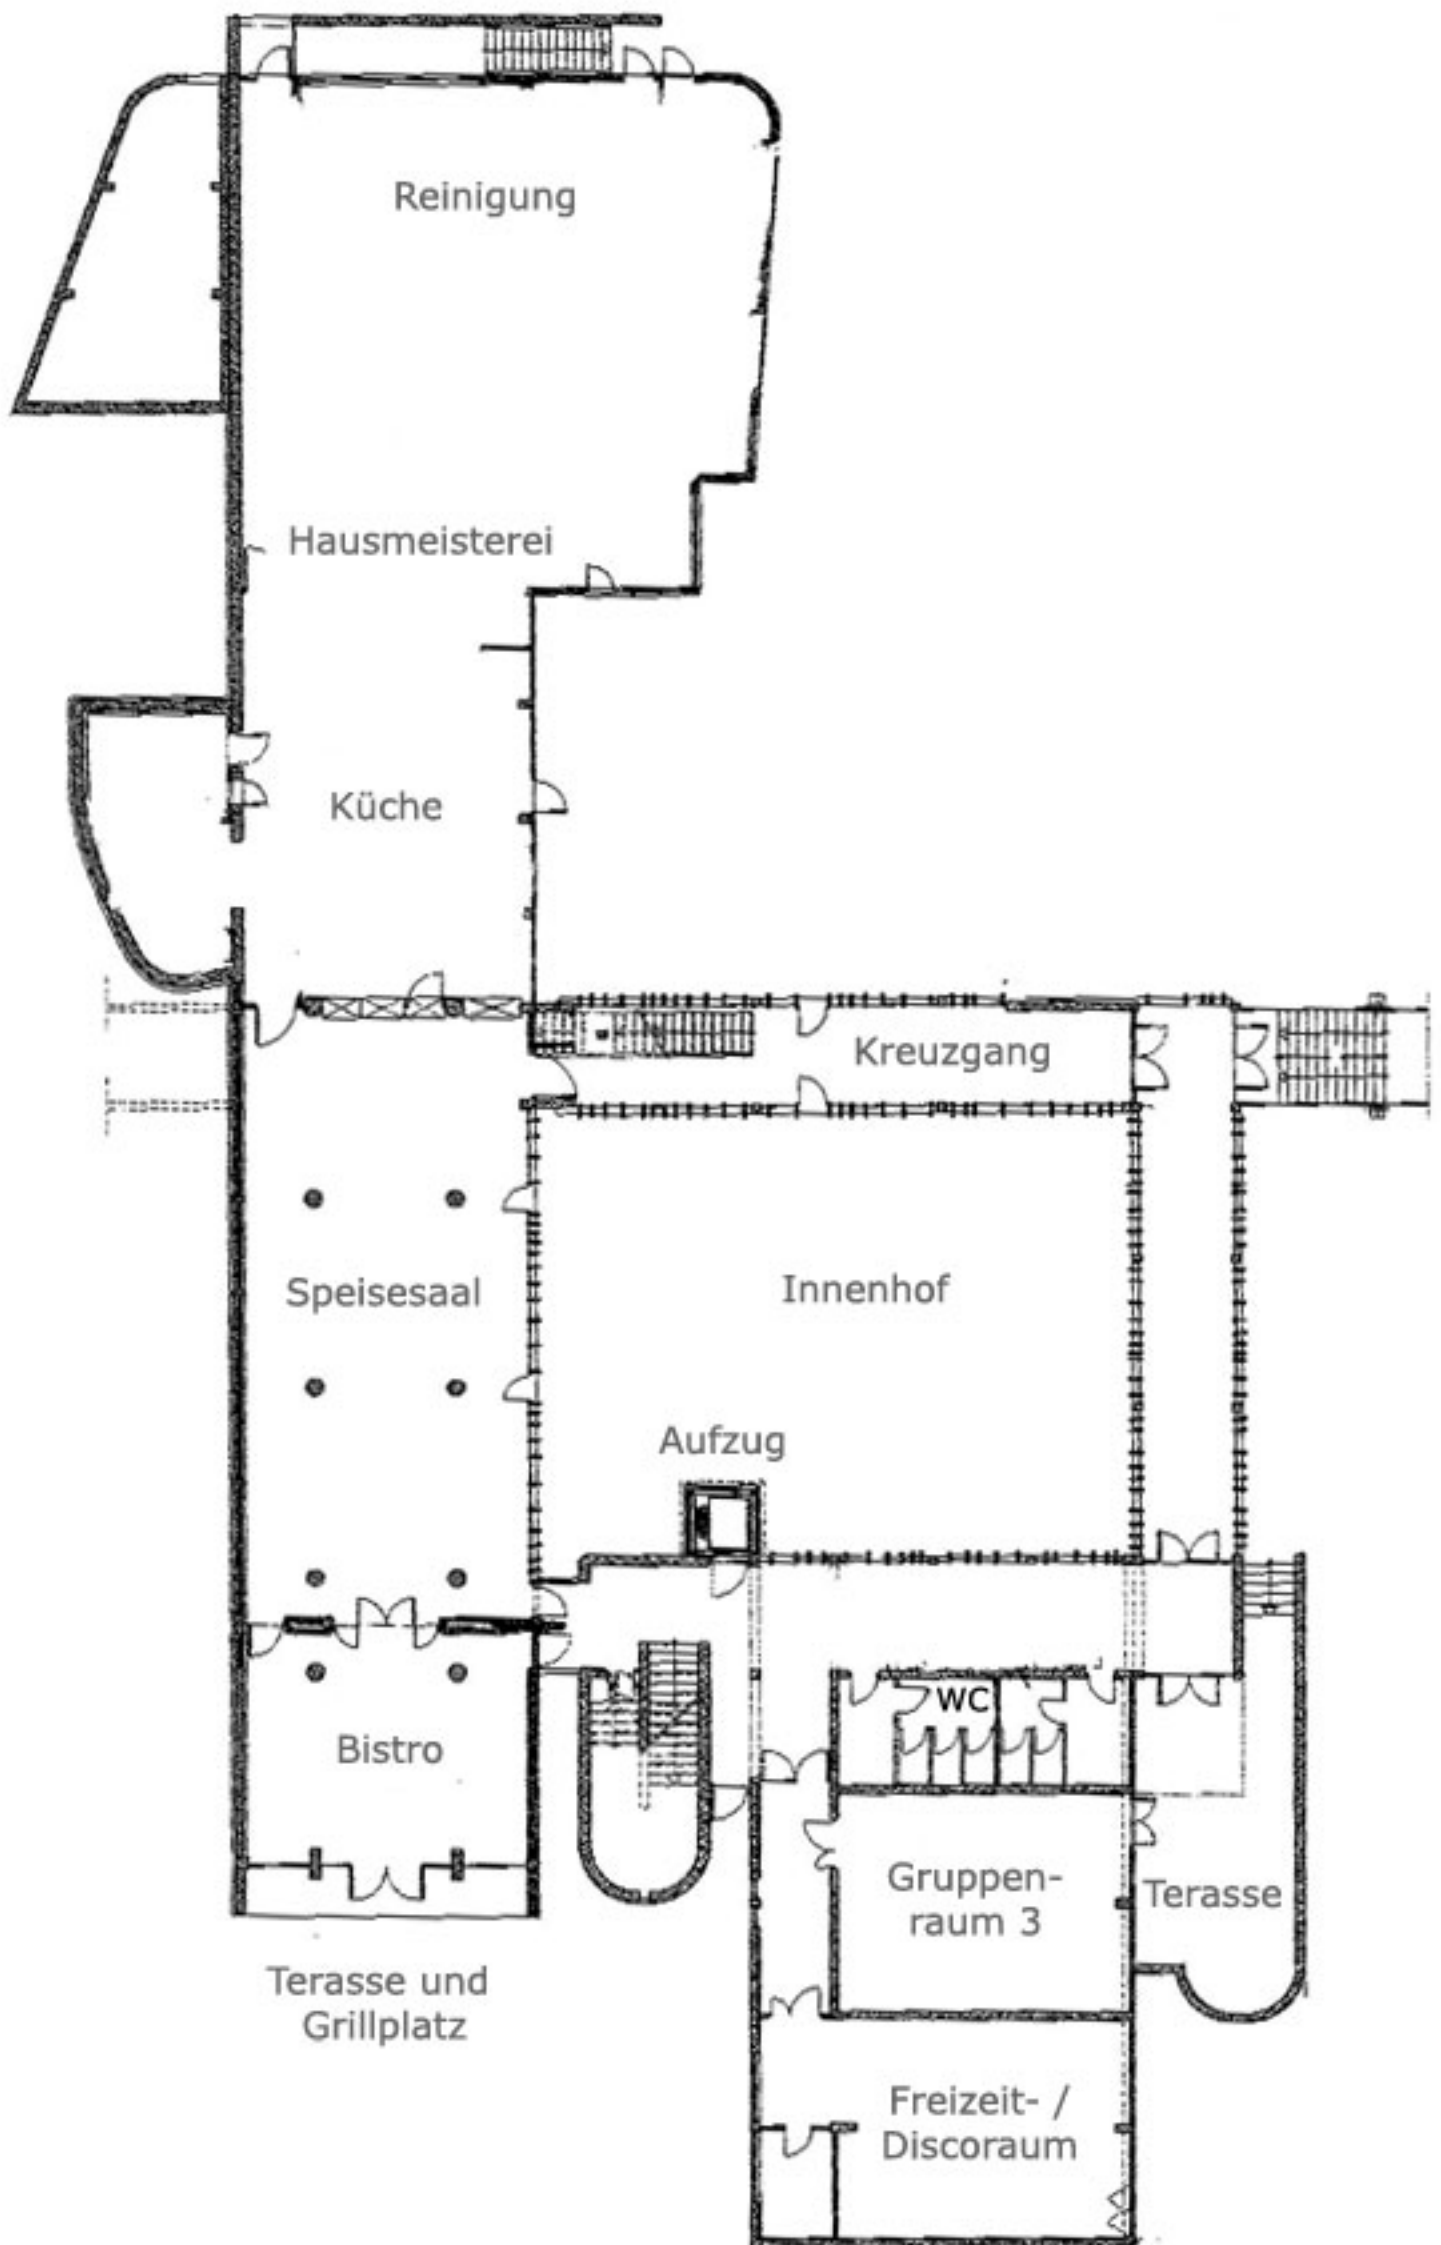 Reinigung
Hausmeisterei
Küche
Kreuzgang
Speisesaal
Innenhof
Aufzug
WC
Bistro
Gruppen-
raum 3
Terasse
Terasse und
Grillplatz
Freizeit- /
Discoraum